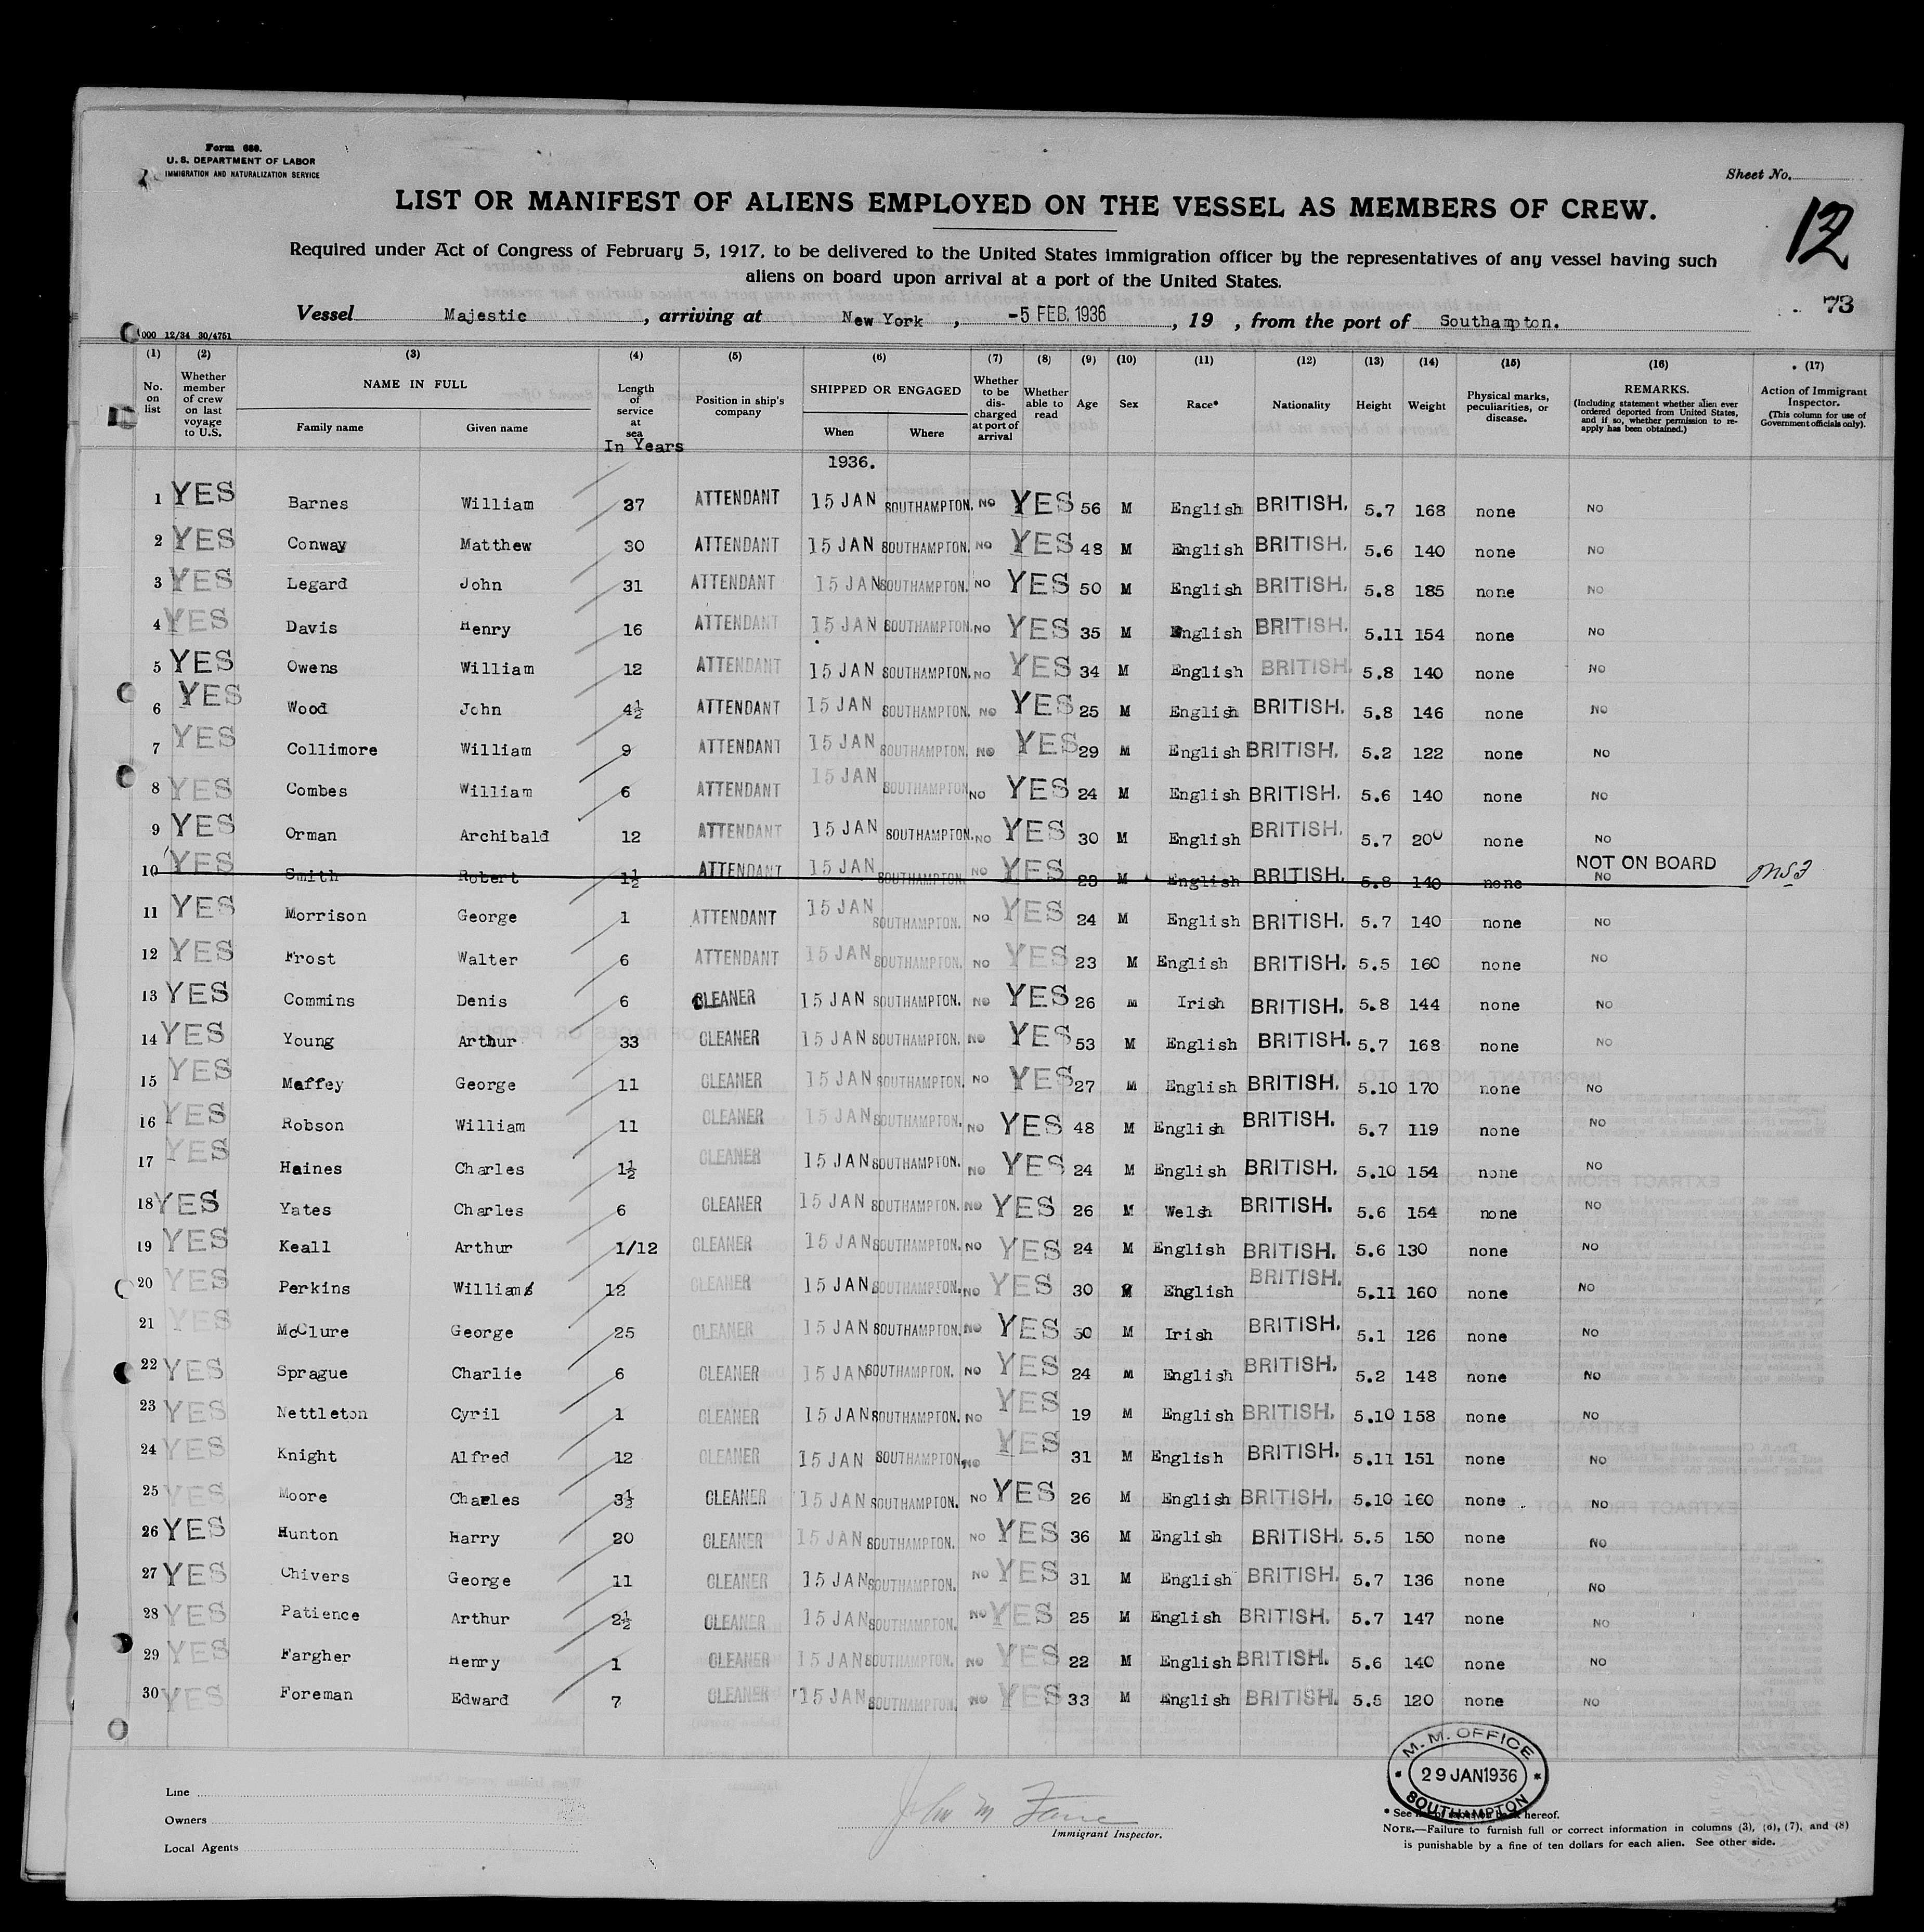 Form 680.
U. S. DEPARTMENT OF LABOR
IMMIGRATION AND NATURALIZATION SERVICE
Sheet No.
LIST OR MANIFEST OF ALIENS EMPLOYED ON THE VESSEL AS MEMBERS OF CREW.
12
Required under Act of Congress of February 5, 1917, to be delivered to the United States immigration officer by the representatives of any vessel having such
aliens on board upon arrival at a port of the United States.
73
Vessel Majestic, arriving at New York, -5 FEB. 1936, 19 , from the port of Southampton.
000 12/34 30/4751
(1) (2) (3) (4) (5) (6) (7) (8) (9) (10) (11) (12) (13) (14) (15) (16) (17)
No. on list
Whether member of crew on last voyage to U.S.
NAME IN FULL
Family name
Given name
Length of service at sea
In Years
Position in ship's company
SHIPPED OR ENGAGED
When
Where
Whether to be discharged at port of arrival
Whether able to read
Age
Sex
Race*
Nationality
Height
Weight
Physical marks, peculiarities, or disease.
REMARKS.
(Including statement whether alien ever ordered deported from United States, and if so, whether permission to reapply has been obtained.)
Action of Immigrant Inspector.
(This column for use of Government officials only).
1936.
1 YES Barnes William 37 ATTENDANT 15 JAN SOUTHAMPTON. NO YES 56 M English BRITISH. 5.7 168 none NO
2 YES Conway Matthew 30 ATTENDANT 15 JAN SOUTHAMPTON. NO YES 48 M English BRITISH. 5.6 140 none NO
3 YES Legard John 31 ATTENDANT 15 JAN SOUTHAMPTON. NO YES 50 M English BRITISH. 5.8 185 none NO
4 YES Davis Henry 16 ATTENDANT 15 JAN SOUTHAMPTON. NO YES 35 M English BRITISH. 5.11 154 none NO
5 YES Owens William 12 ATTENDANT 15 JAN SOUTHAMPTON. NO YES 34 M English BRITISH. 5.8 140 none NO
6 YES Wood John 4½ ATTENDANT 15 JAN SOUTHAMPTON. NO YES 25 M English BRITISH. 5.8 146 none NO
7 YES Collimore William 9 ATTENDANT 15 JAN SOUTHAMPTON. NO YES 29 M English BRITISH. 5.2 122 none NO
8 YES Combes William 6 ATTENDANT 15 JAN SOUTHAMPTON NO YES 24 M English BRITISH. 5.6 140 none NO
9 YES Orman Archibald 12 ATTENDANT 15 JAN SOUTHAMPTON. NO YES 30 M English BRITISH. 5.7 200 none NO
10 YES Smith Robert 1½ ATTENDANT 15 JAN SOUTHAMPTON. NO YES 23 M English BRITISH. 5.8 140 none NOT ON BOARD NO
11 YES Morrison George 1 ATTENDANT 15 JAN SOUTHAMPTON. NO YES 24 M English BRITISH. 5.7 140 none NO
12 YES Frost Walter 6 ATTENDANT 15 JAN SOUTHAMPTON. NO YES 23 M English BRITISH. 5.5 160 none NO
13 YES Commins Denis 6 CLEANER 15 JAN SOUTHAMPTON. NO YES 26 M Irish BRITISH. 5.8 144 none NO
14 YES Young Arthur 33 CLEANER 15 JAN SOUTHAMPTON. NO YES 53 M English BRITISH. 5.7 168 none NO
15 YES Maffey George 11 CLEANER 15 JAN SOUTHAMPTON. NO YES 27 M English BRITISH. 5.10 170 none NO
16 YES Robson William 11 CLEANER 15 JAN SOUTHAMPTON. NO YES 48 M English BRITISH. 5.7 119 none NO
17 YES Haines Charles 1½ CLEANER 15 JAN SOUTHAMPTON. NO YES 24 M English BRITISH. 5.10 154 none NO
18 YES Yates Charles 6 CLEANER 15 JAN SOUTHAMPTON. NO YES 26 M Welsh BRITISH. 5.6 154 none NO
19 YES Keall Arthur 1/12 CLEANER 15 JAN SOUTHAMPTON. NO YES 24 M English BRITISH. 5.6 130 none NO
20 YES Perkins William 12 CLEANER 15 JAN SOUTHAMPTON. NO YES 30 M English BRITISH. 5.11 160 none NO
21 YES McClure George 25 CLEANER 15 JAN SOUTHAMPTON. NO YES 50 M Irish BRITISH. 5.1 126 none NO
22 YES Sprague Charlie 6 CLEANER 15 JAN SOUTHAMPTON. NO YES 24 M English BRITISH. 5.2 148 none NO
23 YES Nettleton Cyril 1 CLEANER 15 JAN SOUTHAMPTON. NO YES 19 M English BRITISH. 5.10 158 none NO
24 YES Knight Alfred 12 CLEANER 15 JAN SOUTHAMPTON. NO YES 31 M English BRITISH. 5.11 151 none NO
25 YES Moore Charles 3½ CLEANER 15 JAN SOUTHAMPTON. NO YES 26 M English BRITISH. 5.10 160 none NO
26 YES Hunton Harry 20 CLEANER 15 JAN SOUTHAMPTON. NO YES 36 M English BRITISH. 5.5 150 none NO
27 YES Chivers George 11 CLEANER 15 JAN SOUTHAMPTON. NO YES 31 M English BRITISH. 5.7 136 none NO
28 YES Patience Arthur 2½ CLEANER 15 JAN SOUTHAMPTON. NO YES 25 M English BRITISH. 5.7 147 none NO
29 YES Fargher Henry 1 CLEANER 15 JAN SOUTHAMPTON. NO YES 22 M English BRITISH. 5.6 140 none NO
30 YES Foreman Edward 7 CLEANER 15 JAN SOUTHAMPTON. NO YES 33 M English BRITISH. 5.5 120 none NO
M. M. OFFICE
29 JAN 1936
SOUTHAMPTON
Line
Owners
Local Agents
John M
Immigrant Inspector.
* See hereof.
NOTE.—Failure to furnish full or correct information in columns (3), (6), (7), and (8)
is punishable by a fine of ten dollars for each alien. See other side.